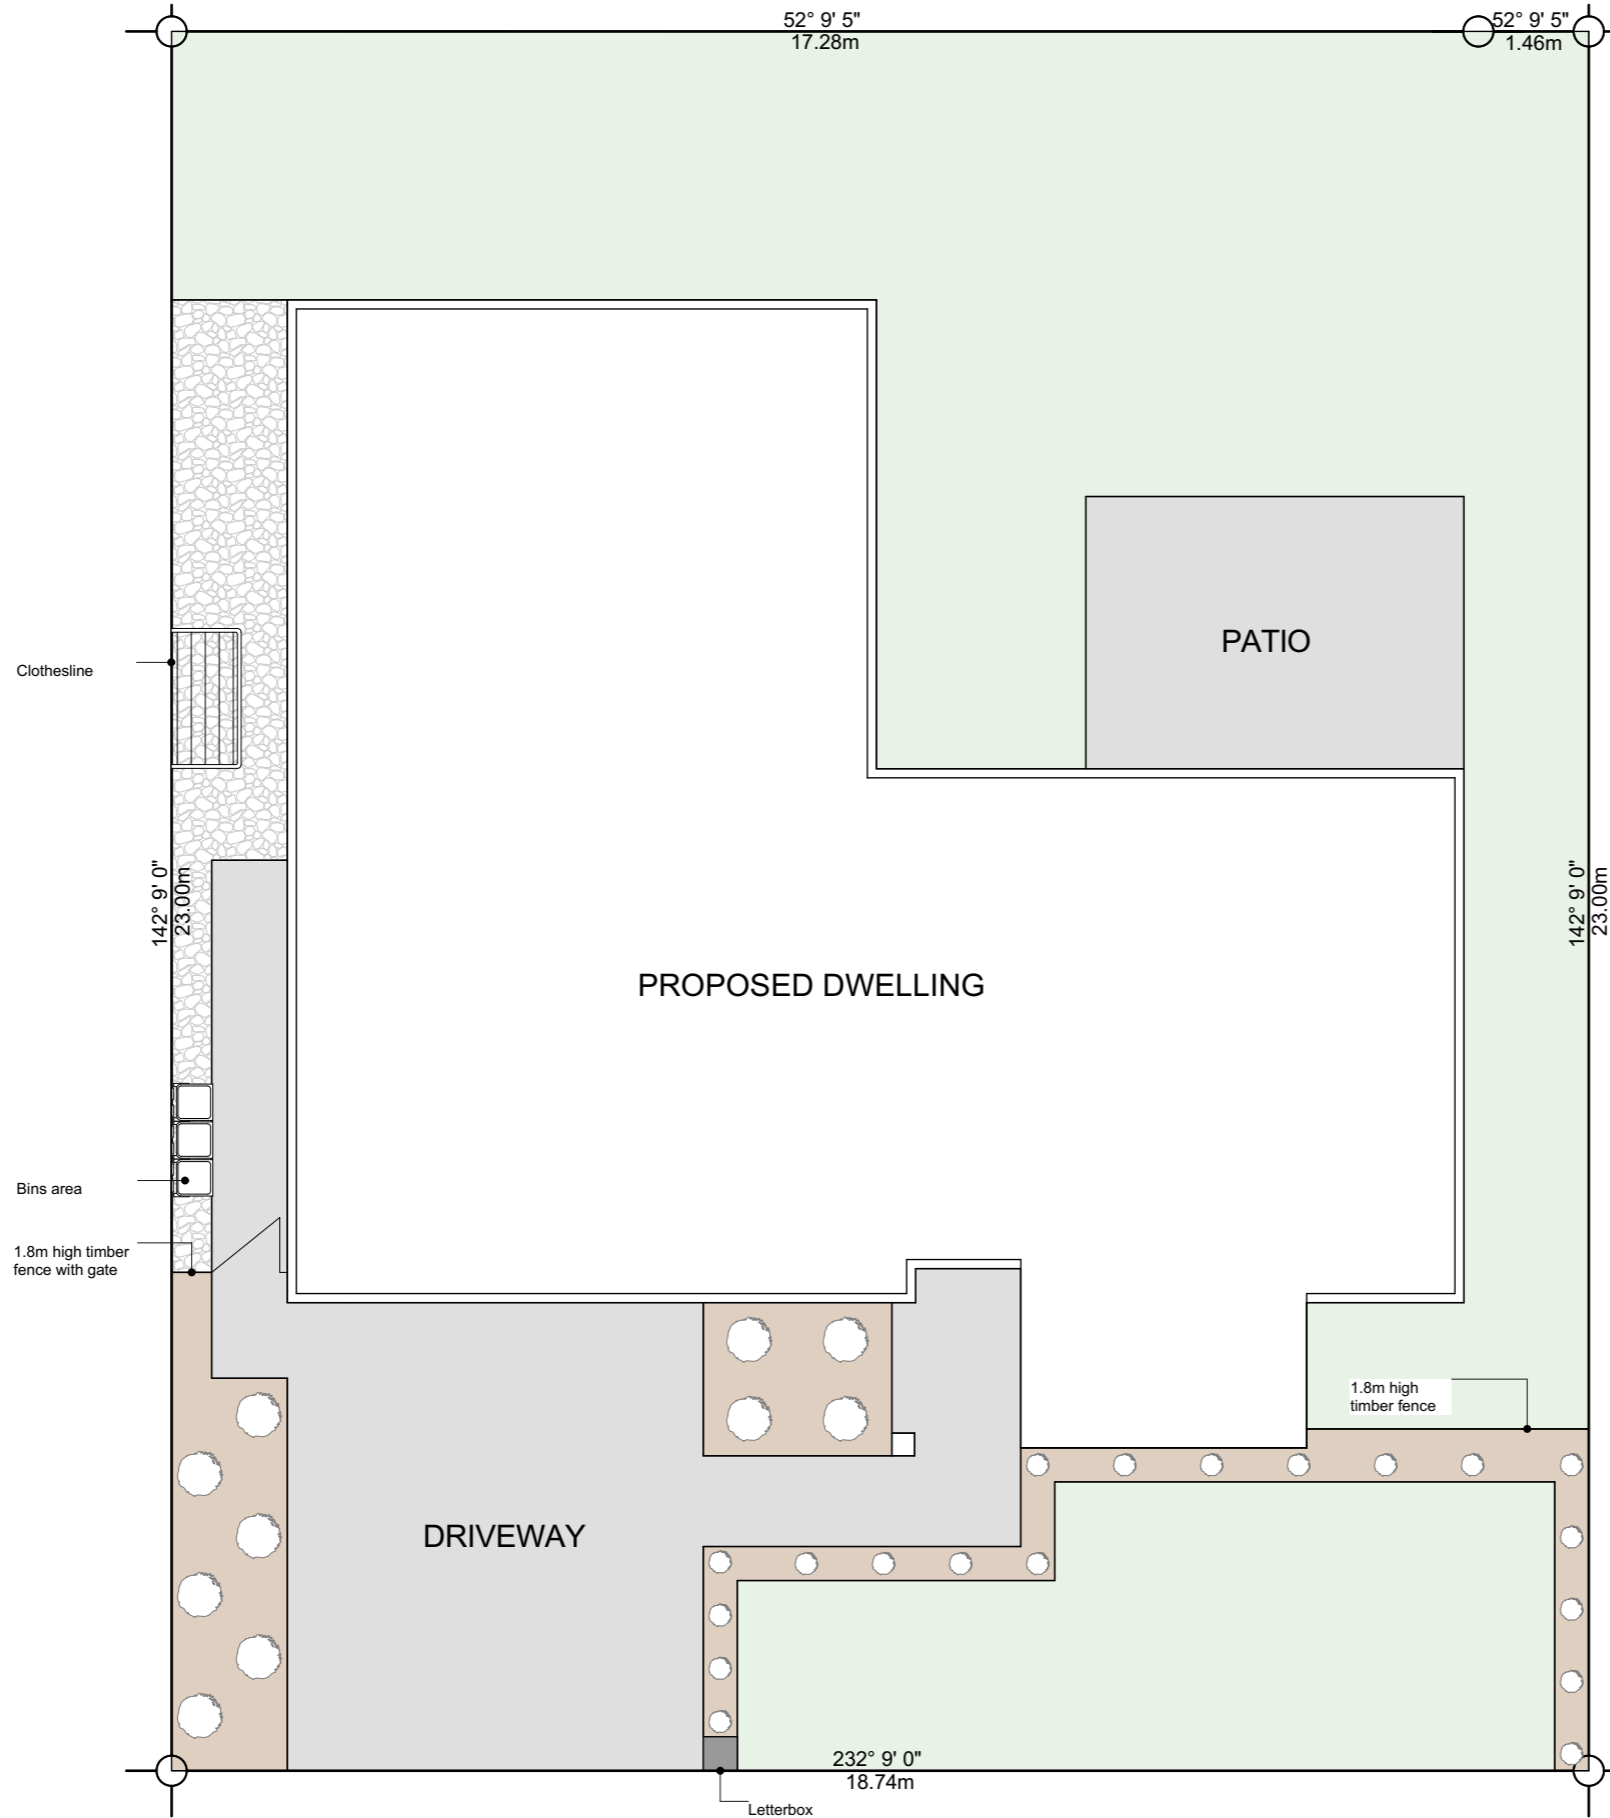 52° 9' 5"
17.28m
52° 9' 5"
1.46m
PATIO
Clothesline
142° 9' 0"
23.00m
142° 9' 0"
23.00m
PROPOSED DWELLING
Bins area
1.8m high timber
fence with gate
1.8m high
timber fence
DRIVEWAY
232° 9' 0"
18.74m
Letterbox